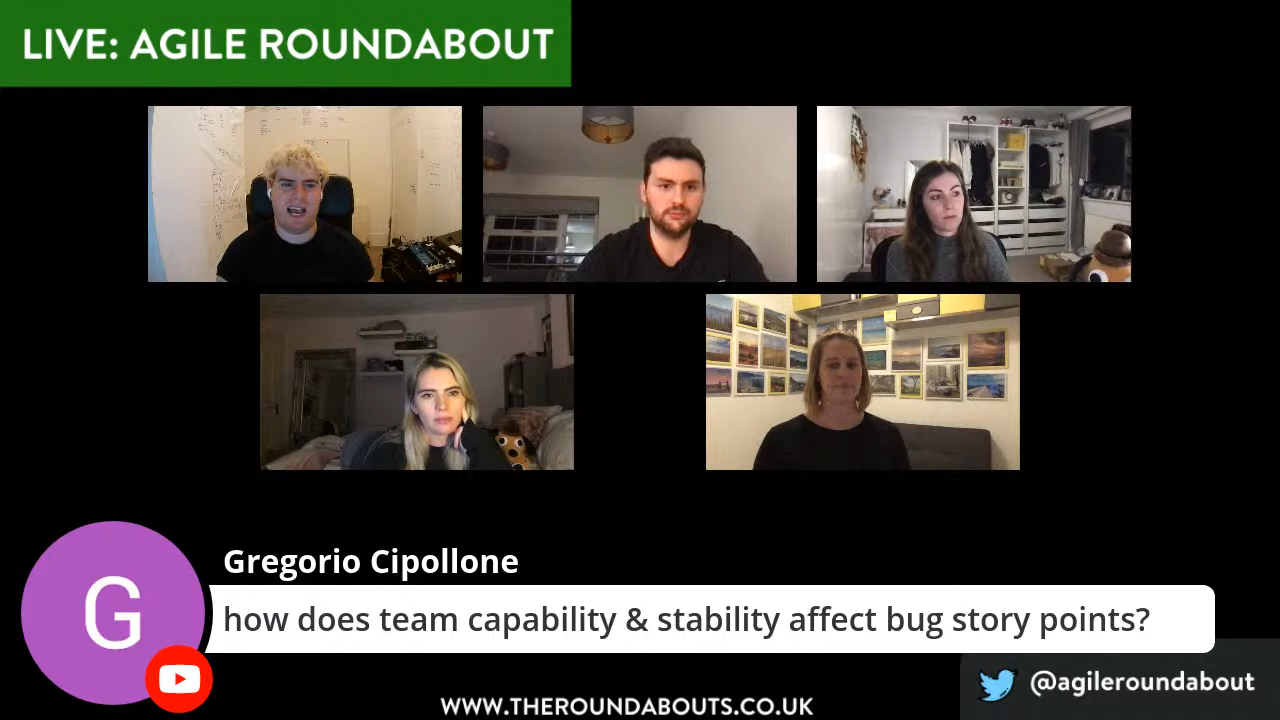 LIVE: AGILE ROUNDABOUT
Gregorio Cipollone
G
how does team capability & stability affect bug story points?
@agileroundabout
WWW.THEROUNDABOUTS.CO.UK